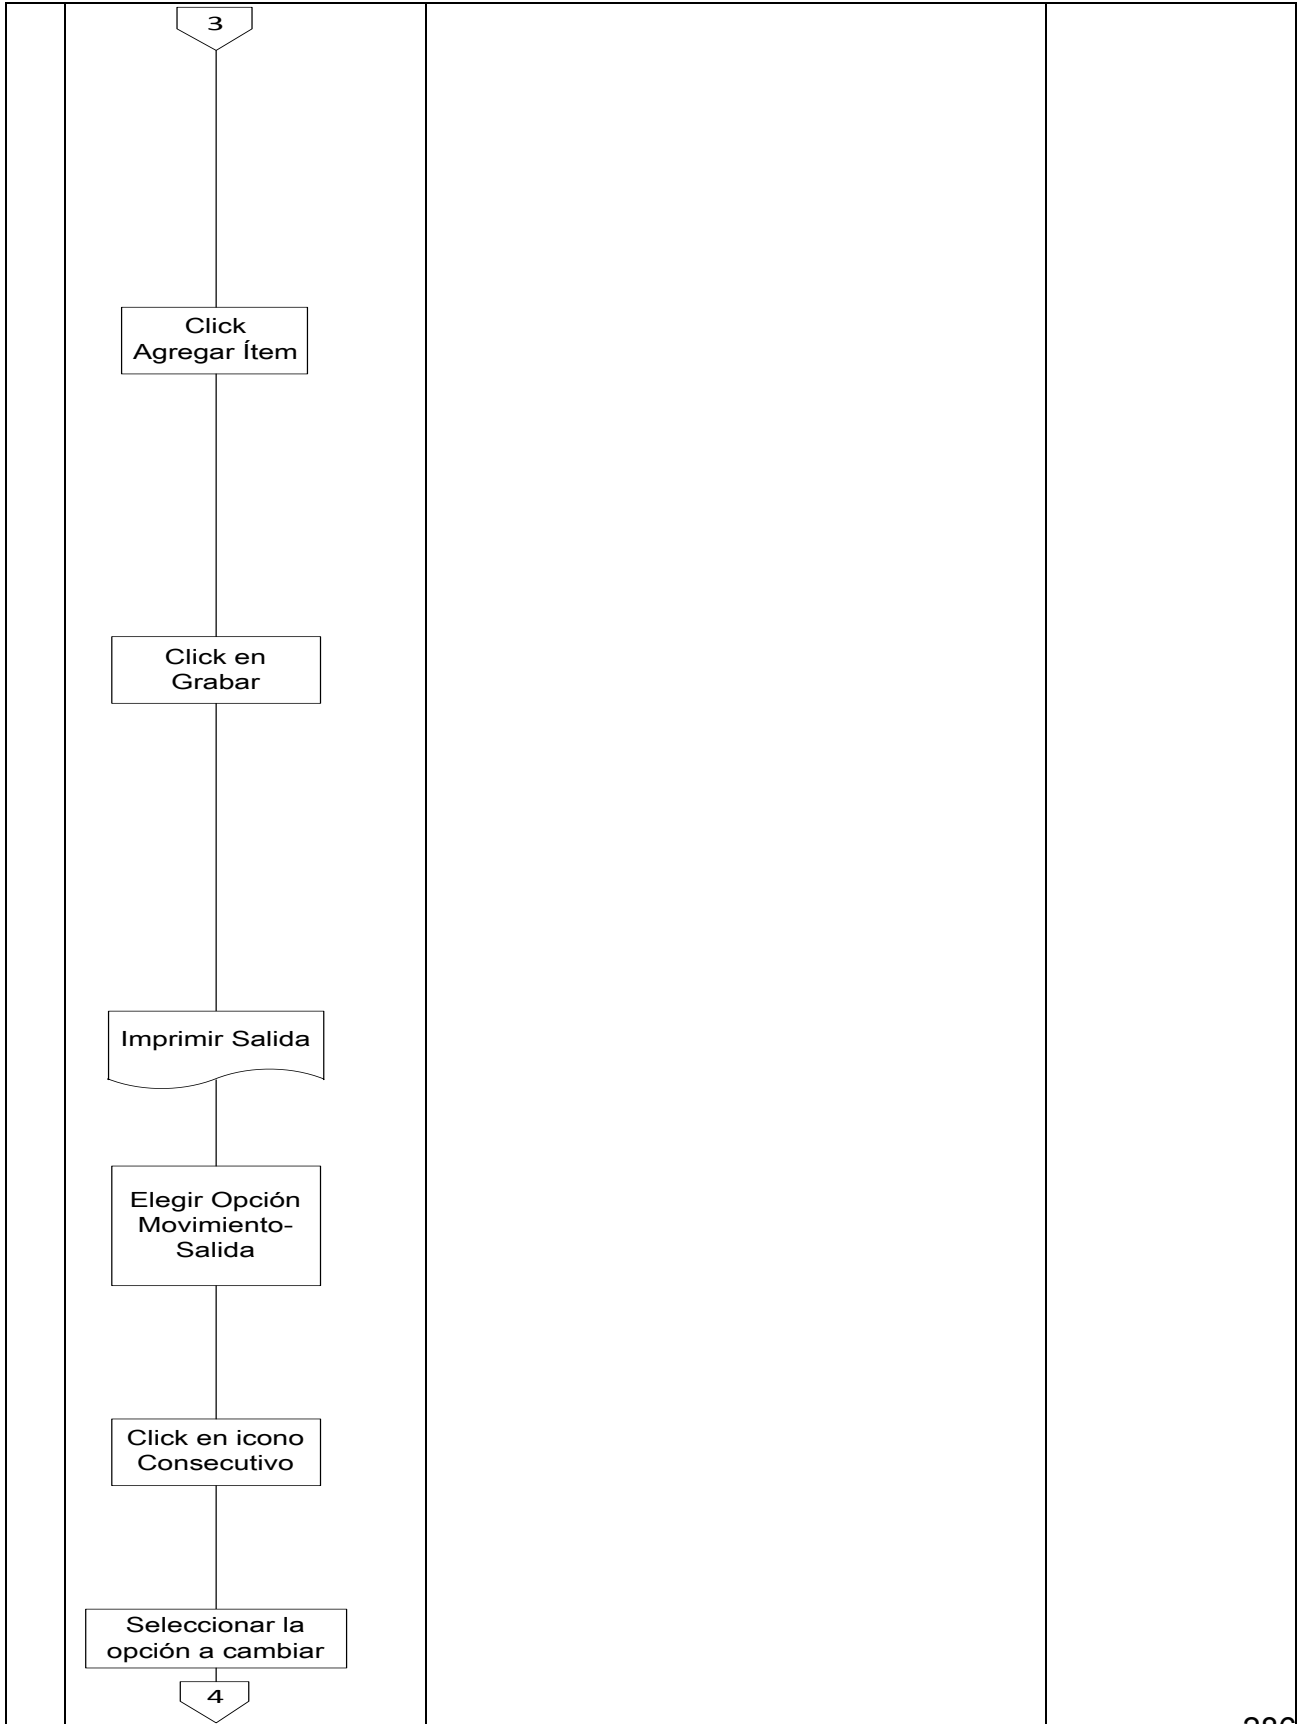 3
Click
Agregar Ítem
Click en
Grabar
Imprimir Salida
Elegir Opción
Movimiento-
Salida
Click en icono
Consecutivo
Seleccionar la
opción a cambiar
4